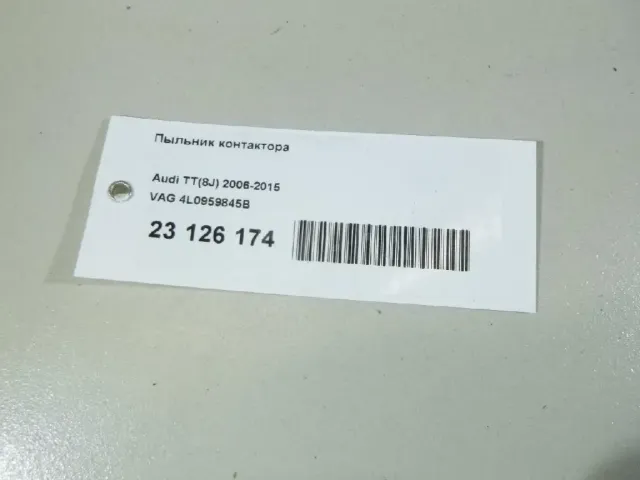 Пыльник контактора
Audi TT(8J) 2006-2015
VAG 4L0959845B
23 126 174